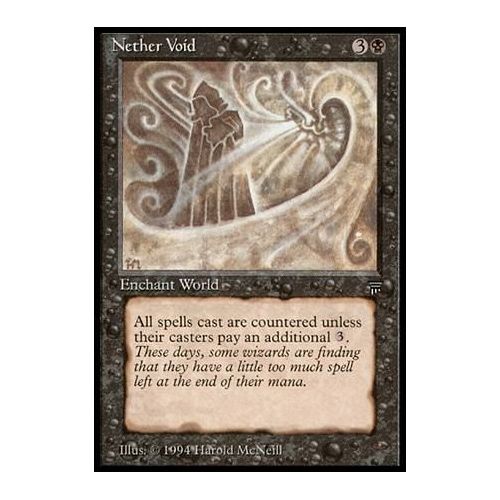 Nether Void 3
HM
Enchant World
All spells cast are countered unless
their casters pay an additional 3.
These days, some wizards are finding
that they have a little too much spell
left at the end of their mana.
Illus: © 1994 Harold McNeill